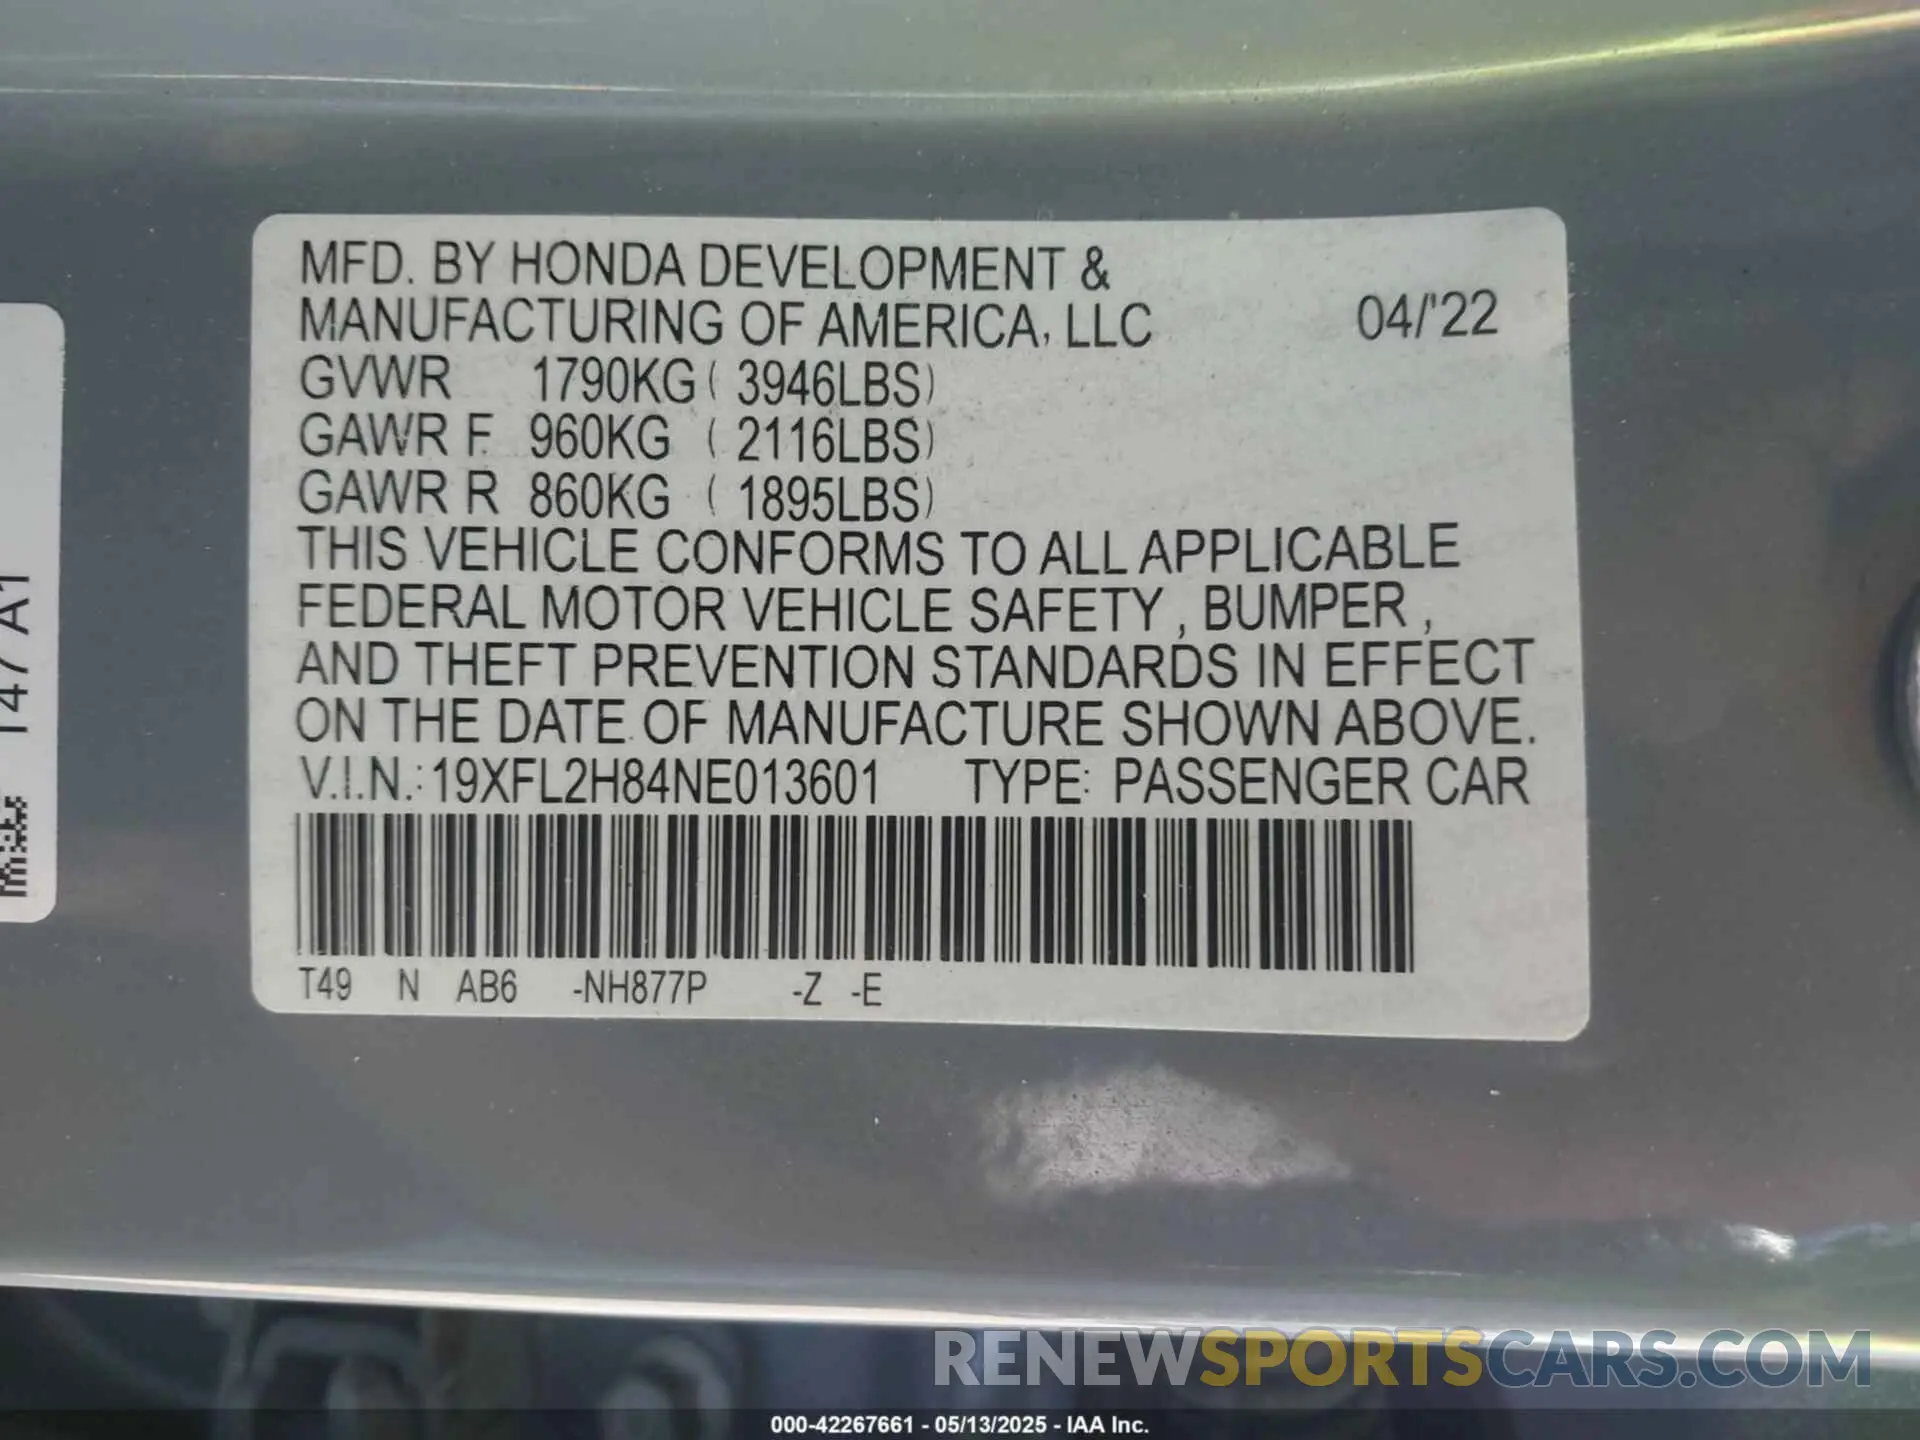 MFD. BY HONDA DEVELOPMENT &
MANUFACTURING OF AMERICA, LLC 04/'22
GVWR 1790KG ( 3946LBS)
GAWR F 960KG ( 2116LBS)
GAWR R 860KG ( 1895LBS)
THIS VEHICLE CONFORMS TO ALL APPLICABLE
FEDERAL MOTOR VEHICLE SAFETY , BUMPER ,
AND THEFT PREVENTION STANDARDS IN EFFECT
ON THE DATE OF MANUFACTURE SHOWN ABOVE.
V.I.N.: 19XFL2H84NE013601 TYPE: PASSENGER CAR
T49 N AB6 -NH877P -Z -E
147 A1
RENEWSPORTSCARS.COM
000-42267661 - 05/13/2025 - IAA Inc.